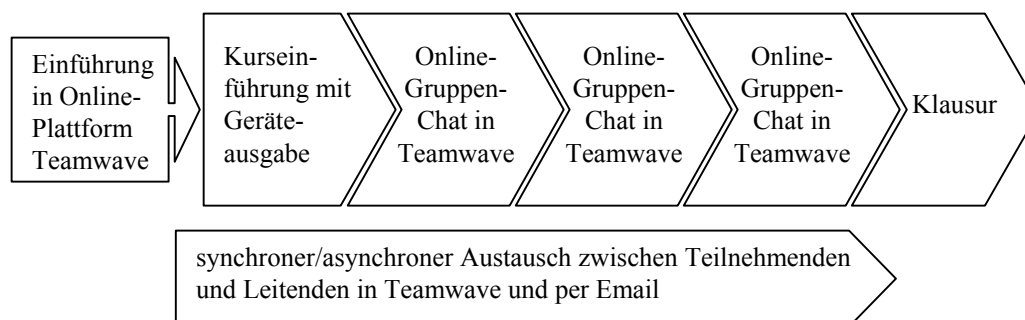 Einführung
in Online-
Plattform
Teamwave
Kursein-
führung mit
Geräte-
ausgabe
Online-
Gruppen-
Chat in
Teamwave
Online-
Gruppen-
Chat in
Teamwave
Online-
Gruppen-
Chat in
Teamwave
Klausur
synchroner/asynchroner Austausch zwischen Teilnehmenden
und Leitenden in Teamwave und per Email